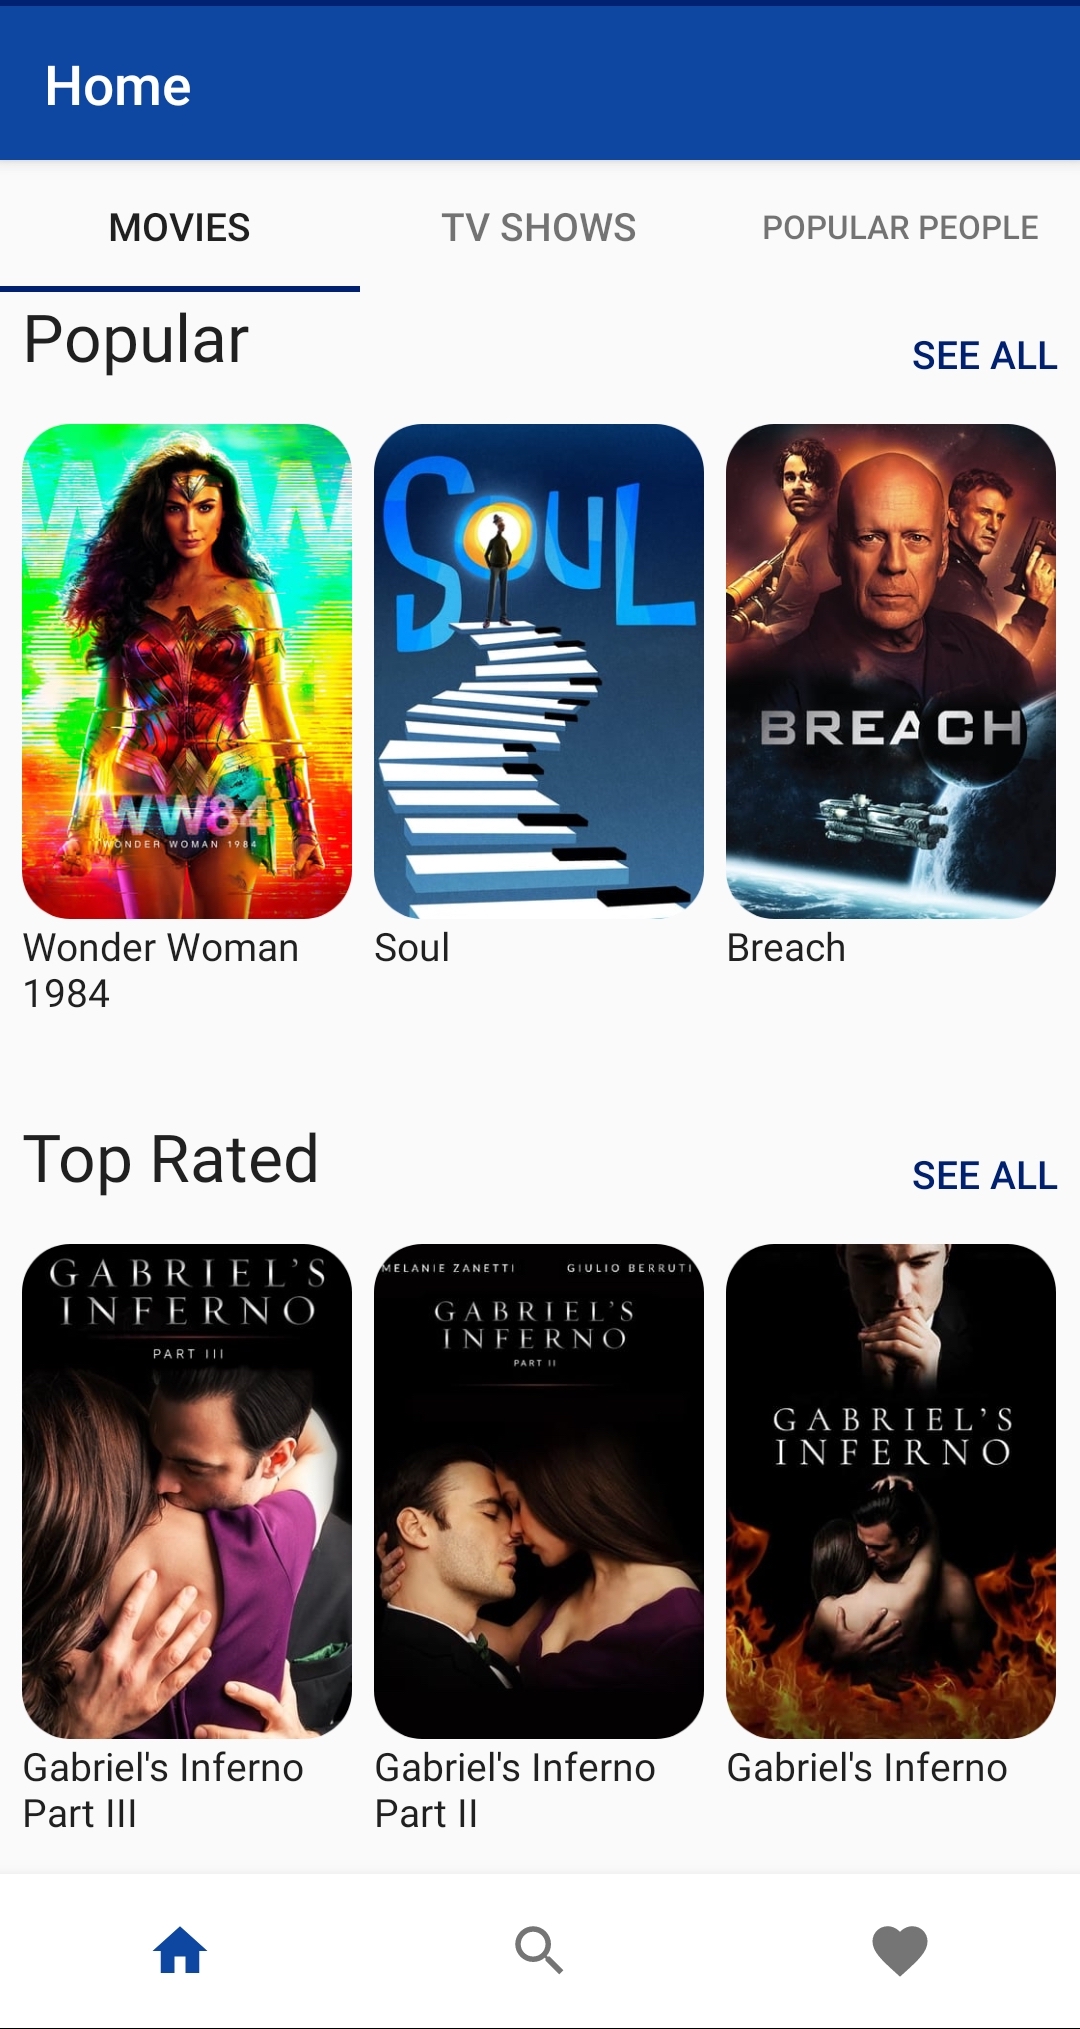 Home
MOVIES
TV SHOWS
POPULAR PEOPLE
Popular
SEE ALL
WW84
WONDER WOMAN 1984
SOUL
BREACH
Wonder Woman
1984
Soul
Breach
Top Rated
SEE ALL
GABRIEL'S
INFERNO
PART III
MELANIE ZANETTI
GIULIO BERRUTI
GABRIEL'S
INFERNO
PART II
GABRIEL'S
INFERNO
Gabriel's Inferno
Part III
Gabriel's Inferno
Part II
Gabriel's Inferno